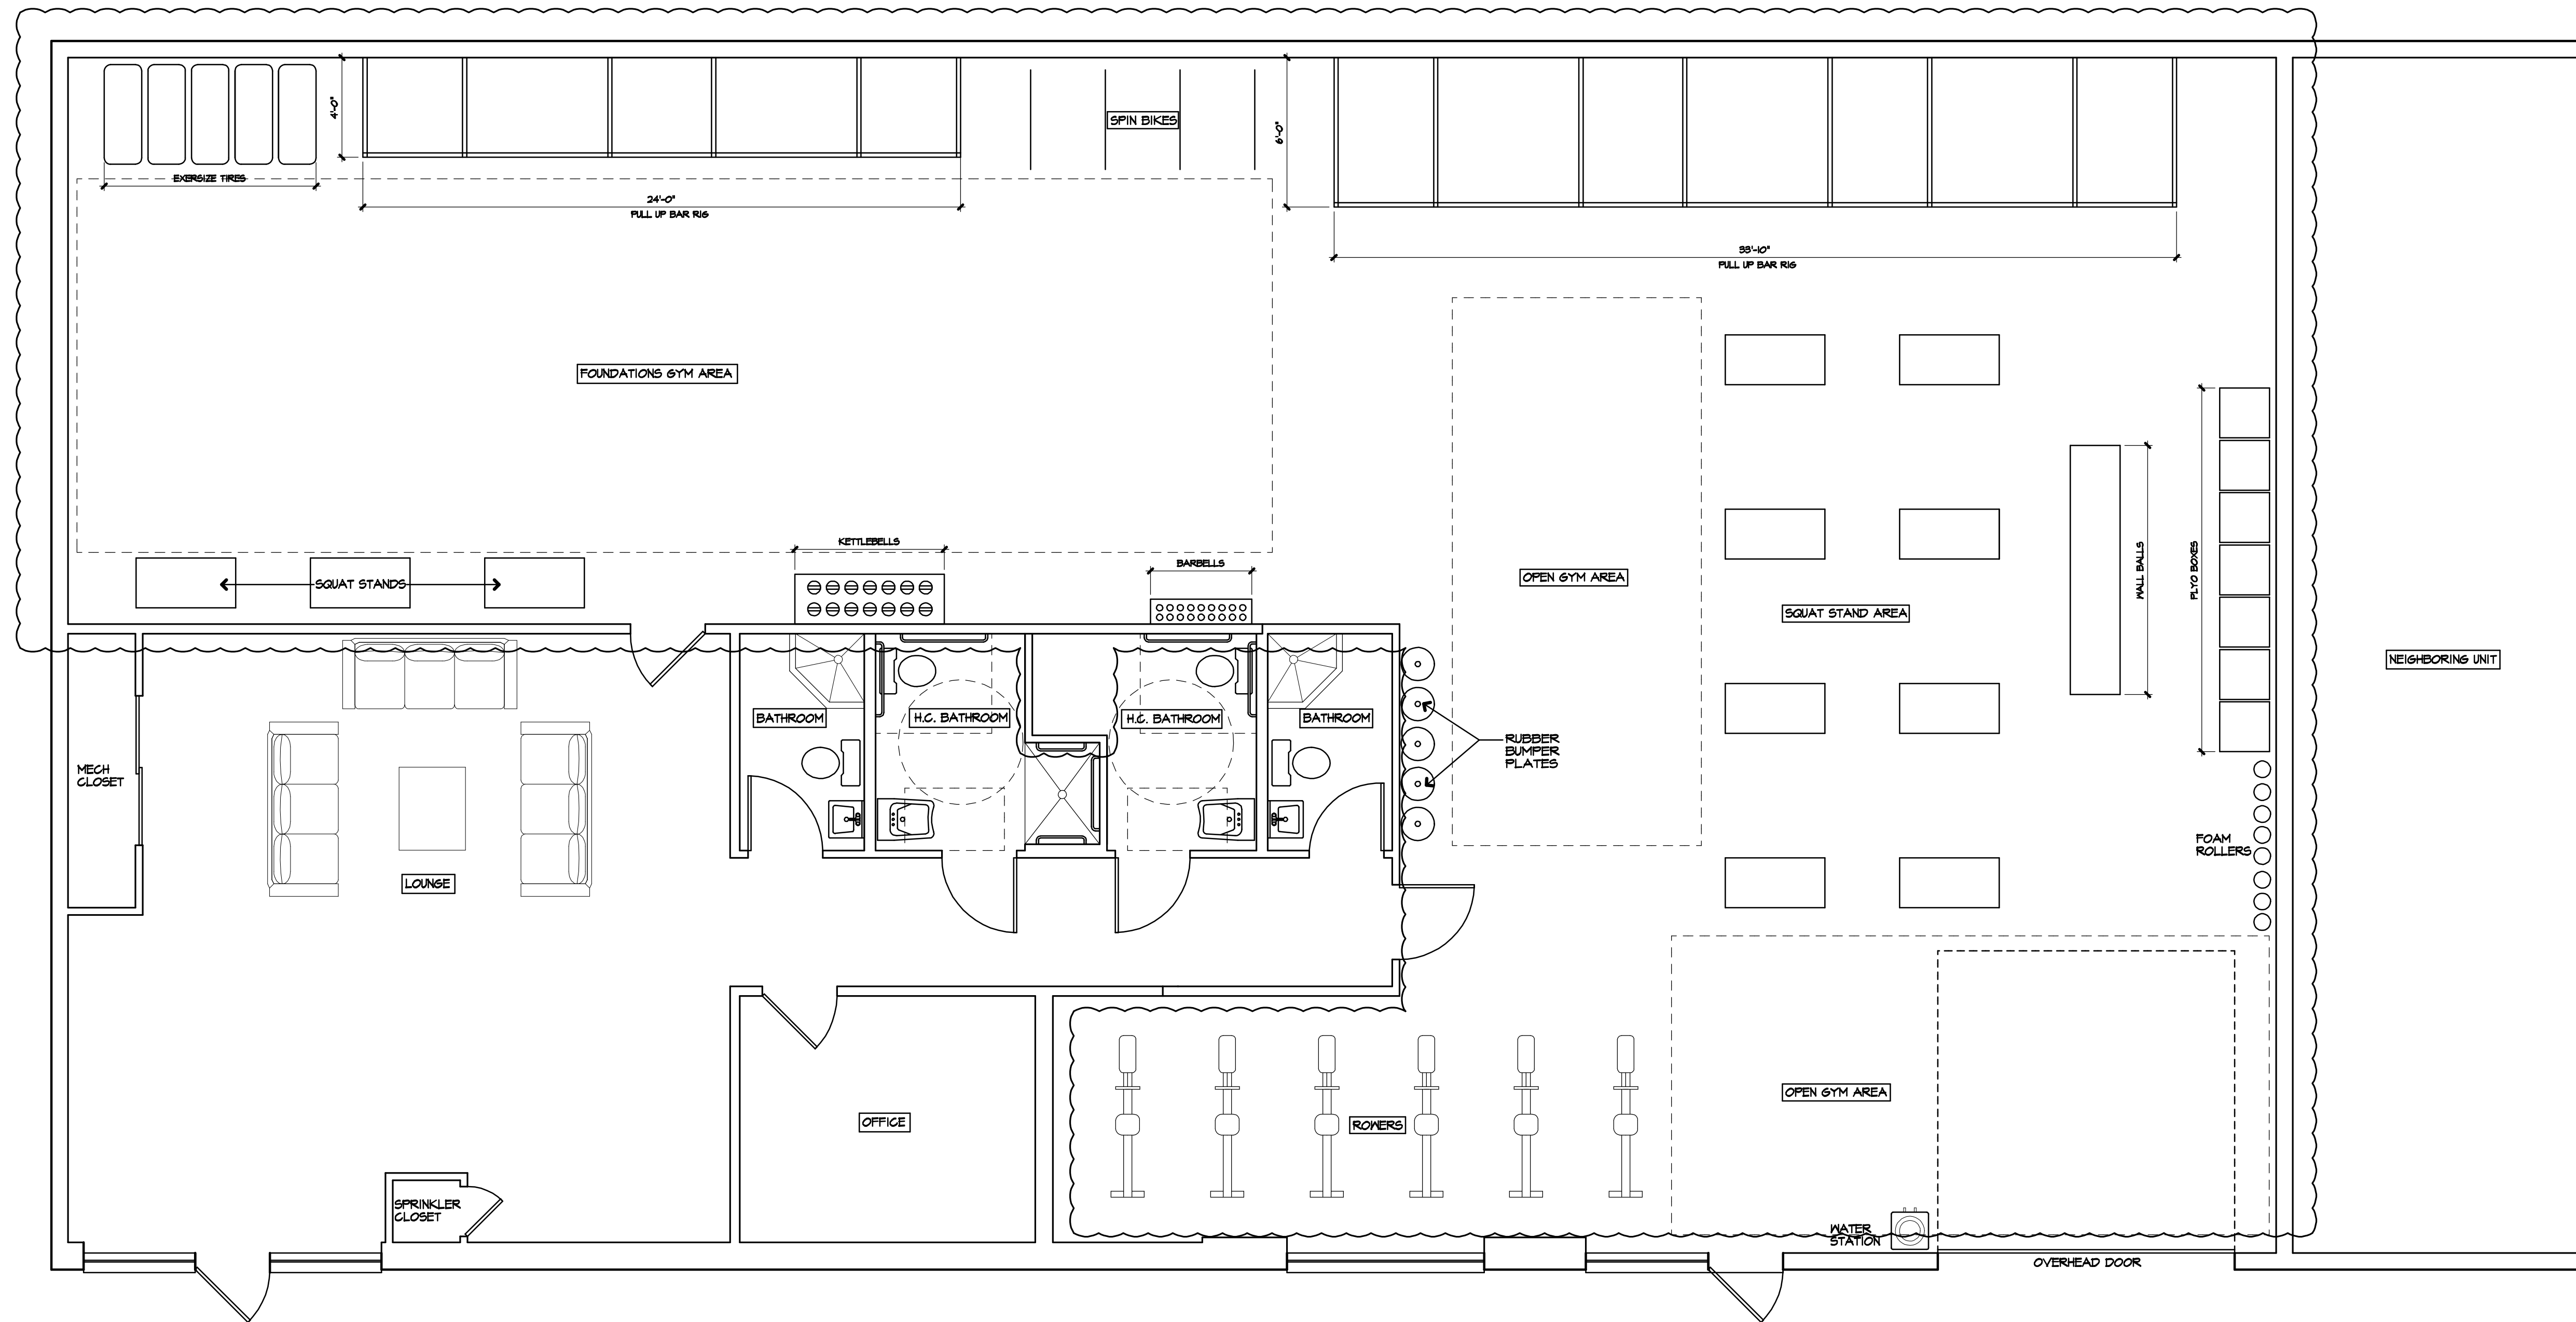 4'-0"
SPIN BIKES
6'-0"
EXERSIZE TIRES
24'-0"
PULL UP BAR RIG
33'-10"
PULL UP BAR RIG
FOUNDATIONS GYM AREA
KETTLEBELLS
BARBELLS
SQUAT STANDS
OPEN GYM AREA
SQUAT STAND AREA
WALL BALLS
PLYO BOXES
NEIGHBORING UNIT
BATHROOM
H.C. BATHROOM
H.C. BATHROOM
BATHROOM
RUBBER
BUMPER
PLATES
MECH
CLOSET
LOUNGE
FOAM
ROLLERS
OFFICE
ROWERS
OPEN GYM AREA
SPRINKLER
CLOSET
WATER
STATION
OVERHEAD DOOR